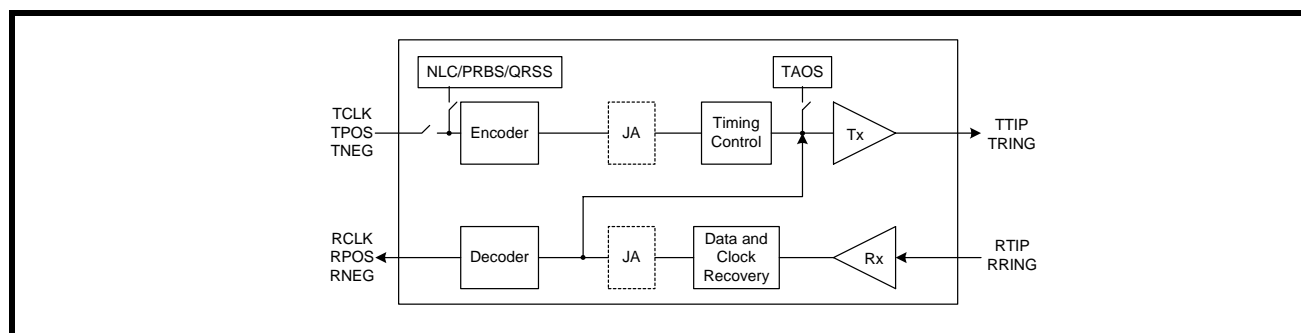 NLC/PRBS/QRSS
TAOS
TCLK
TPOS
TNEG
Encoder
JA
Timing
Control
Tx
TTIP
TRING
RCLK
RPOS
RNEG
Decoder
JA
Data and
Clock
Recovery
Rx
RTIP
RRING